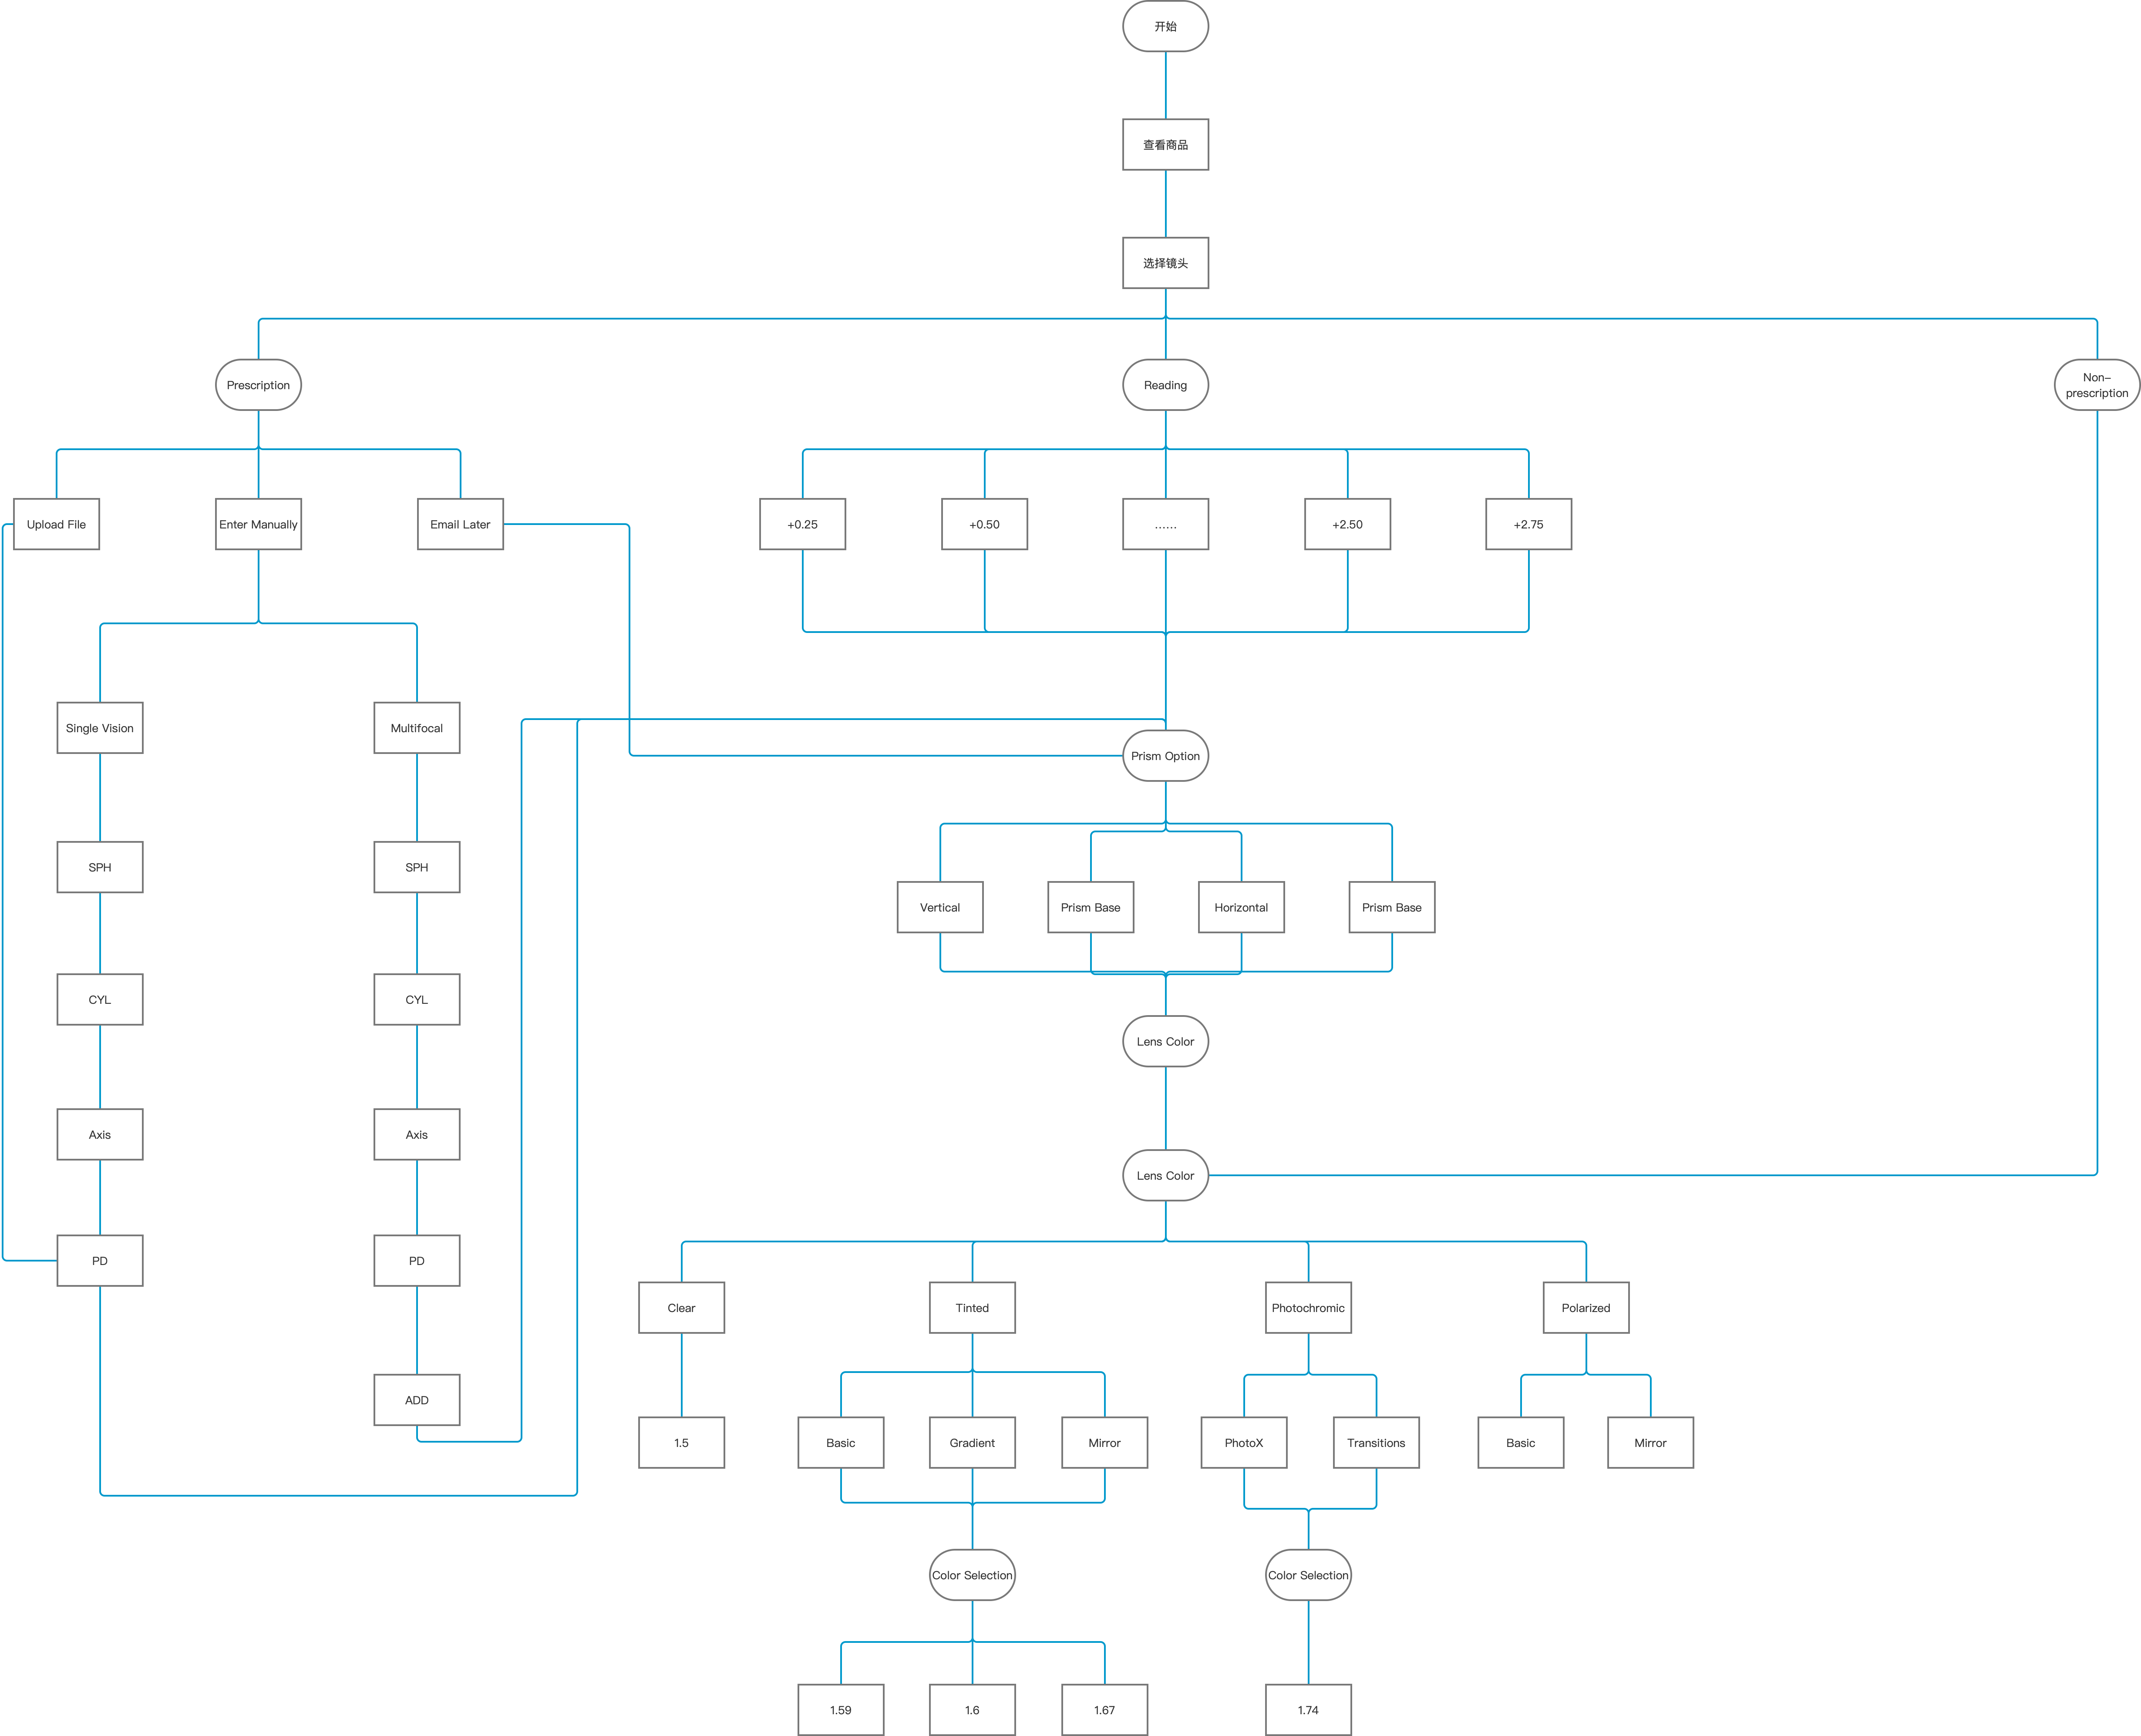 开始
查看商品
选择镜头
Prescription
Reading
Non-
prescription
Upload File
Enter Manually
Email Later
+0.25
+0.50
......
+2.50
+2.75
Single Vision
Multifocal
Prism Option
SPH
SPH
Vertical
Prism Base
Horizontal
Prism Base
CYL
CYL
Lens Color
Axis
Axis
Lens Color
PD
PD
Clear
Tinted
Photochromic
Polarized
ADD
1.5
Basic
Gradient
Mirror
PhotoX
Transitions
Basic
Mirror
Color Selection
Color Selection
1.59
1.6
1.67
1.74